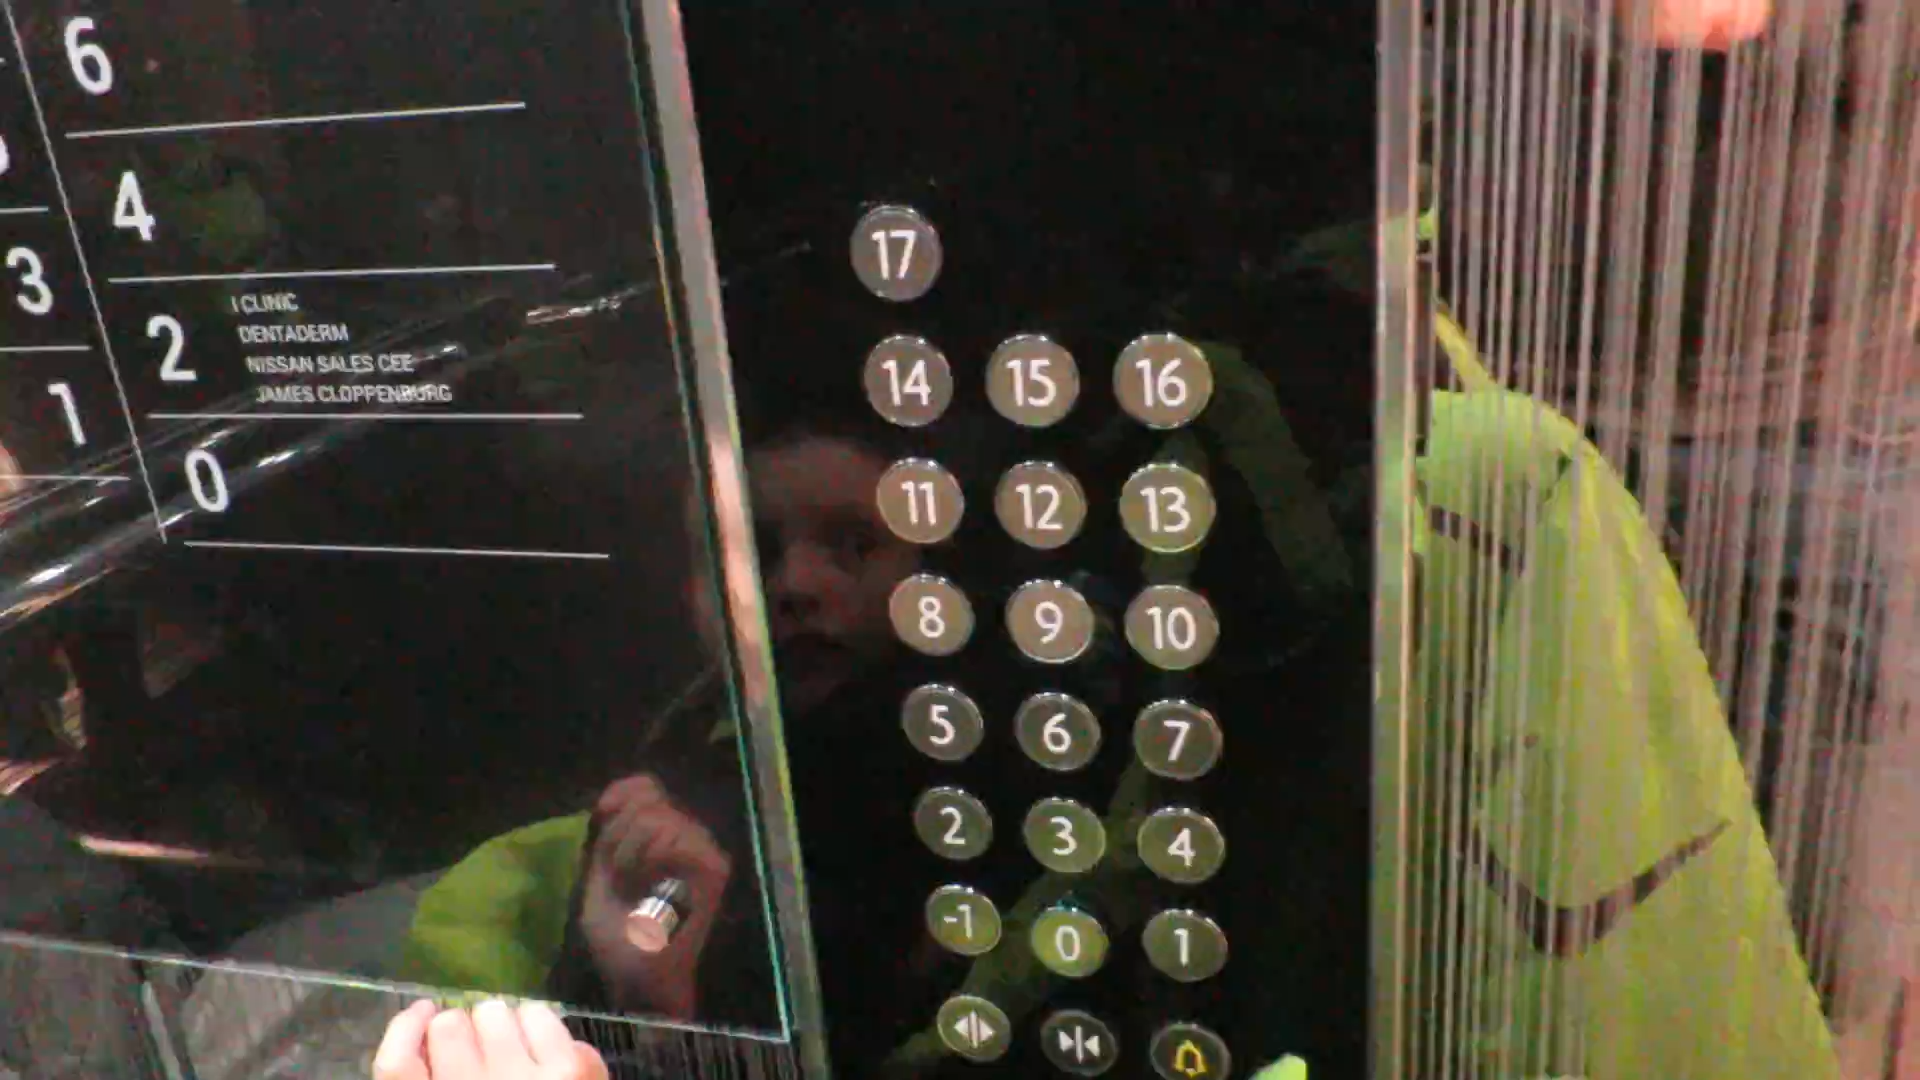 6
4
3
2
I CLINIC
DENTADERM
NISSAN SALES CEE
JAMES CLOPPENBURG
1
0
17
14 15 16
11 12 13
8 9 10
5 6 7
2 3 4
-1 0 1